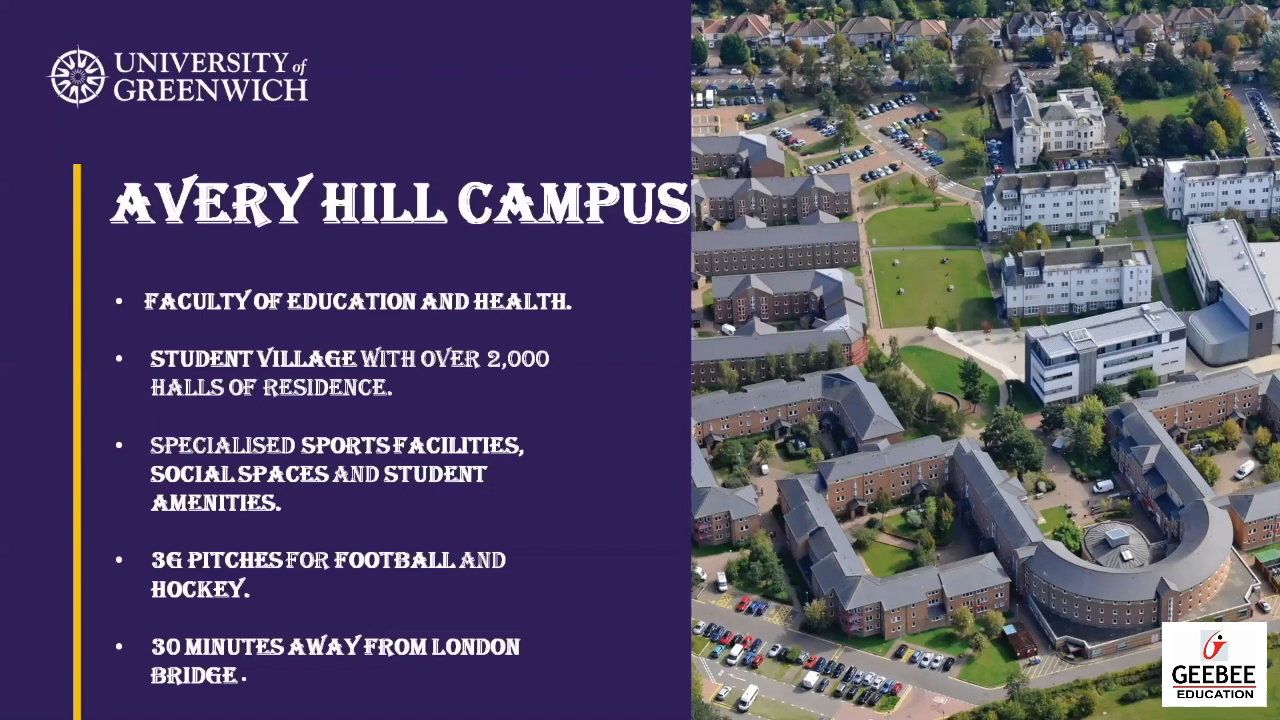 UNIVERSITY of
GREENWICH
AVERY HILL CAMPUS
• FACULTY OF EDUCATION AND HEALTH.
• STUDENT VILLAGE WITH OVER 2,000
HALLS OF RESIDENCE.
• SPECIALISED SPORTS FACILITIES,
SOCIAL SPACES AND STUDENT
AMENITIES.
• 3G PITCHES FOR FOOTBALL AND
HOCKEY.
• 30 MINUTES AWAY FROM LONDON
BRIDGE .
GEEBEE
EDUCATION